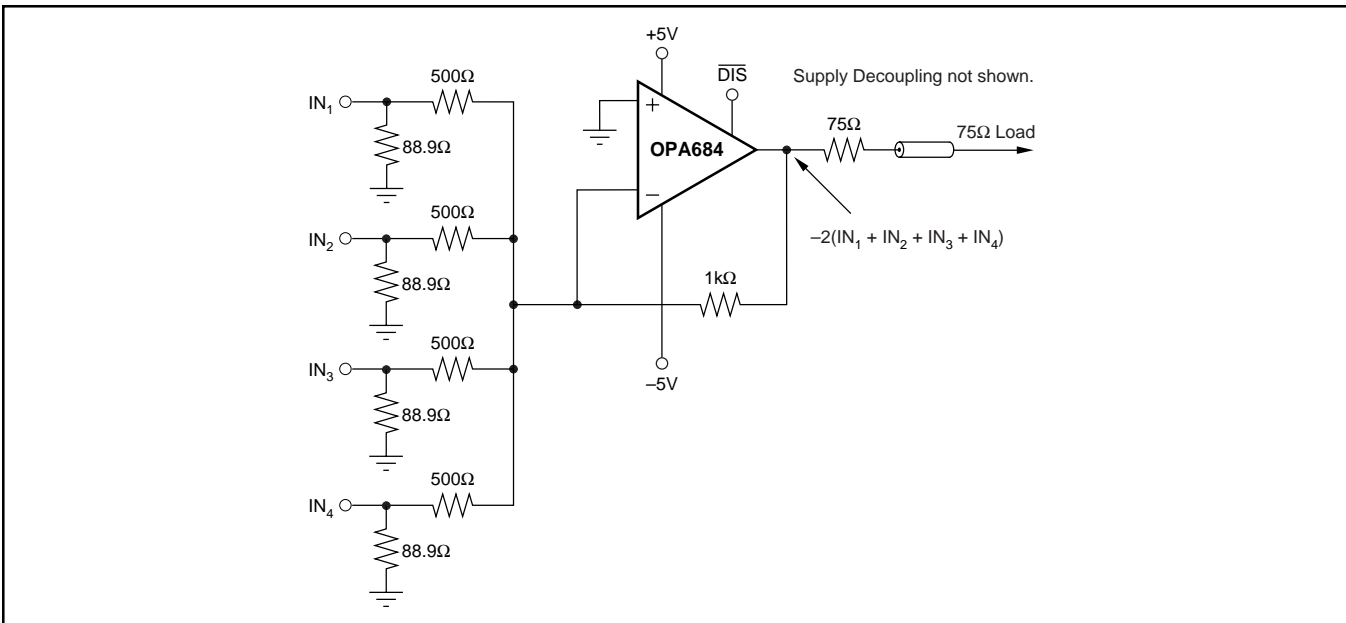 +5V
DIS
Supply Decoupling not shown.
500Ω
IN1
88.9Ω
+
OPA684
–
75Ω
75Ω Load
500Ω
IN2
88.9Ω
–2(IN1 + IN2 + IN3 + IN4)
1kΩ
500Ω
IN3
88.9Ω
–5V
500Ω
IN4
88.9Ω